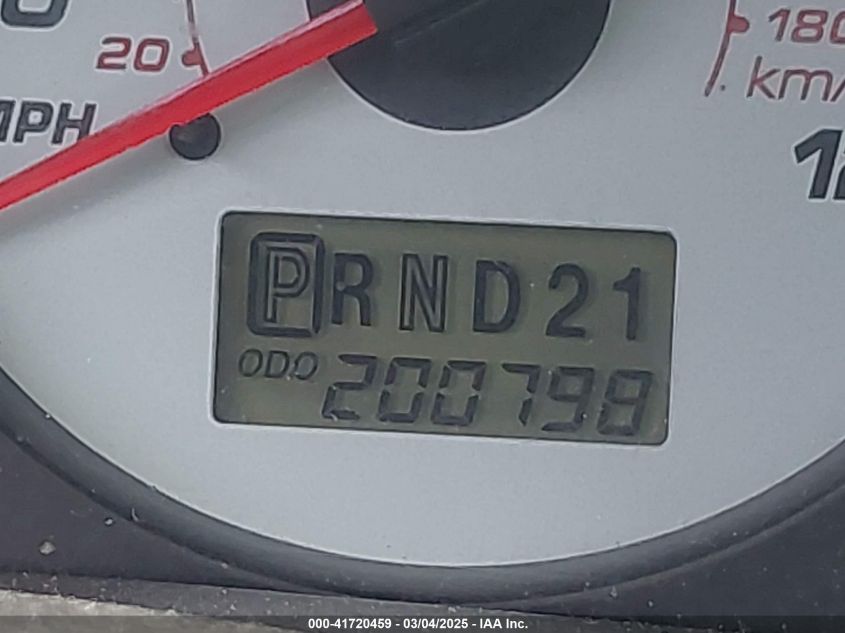 20
180
MPH
km/
PRND21
ODO 200798
000-41720459 - 03/04/2025 - IAA Inc.